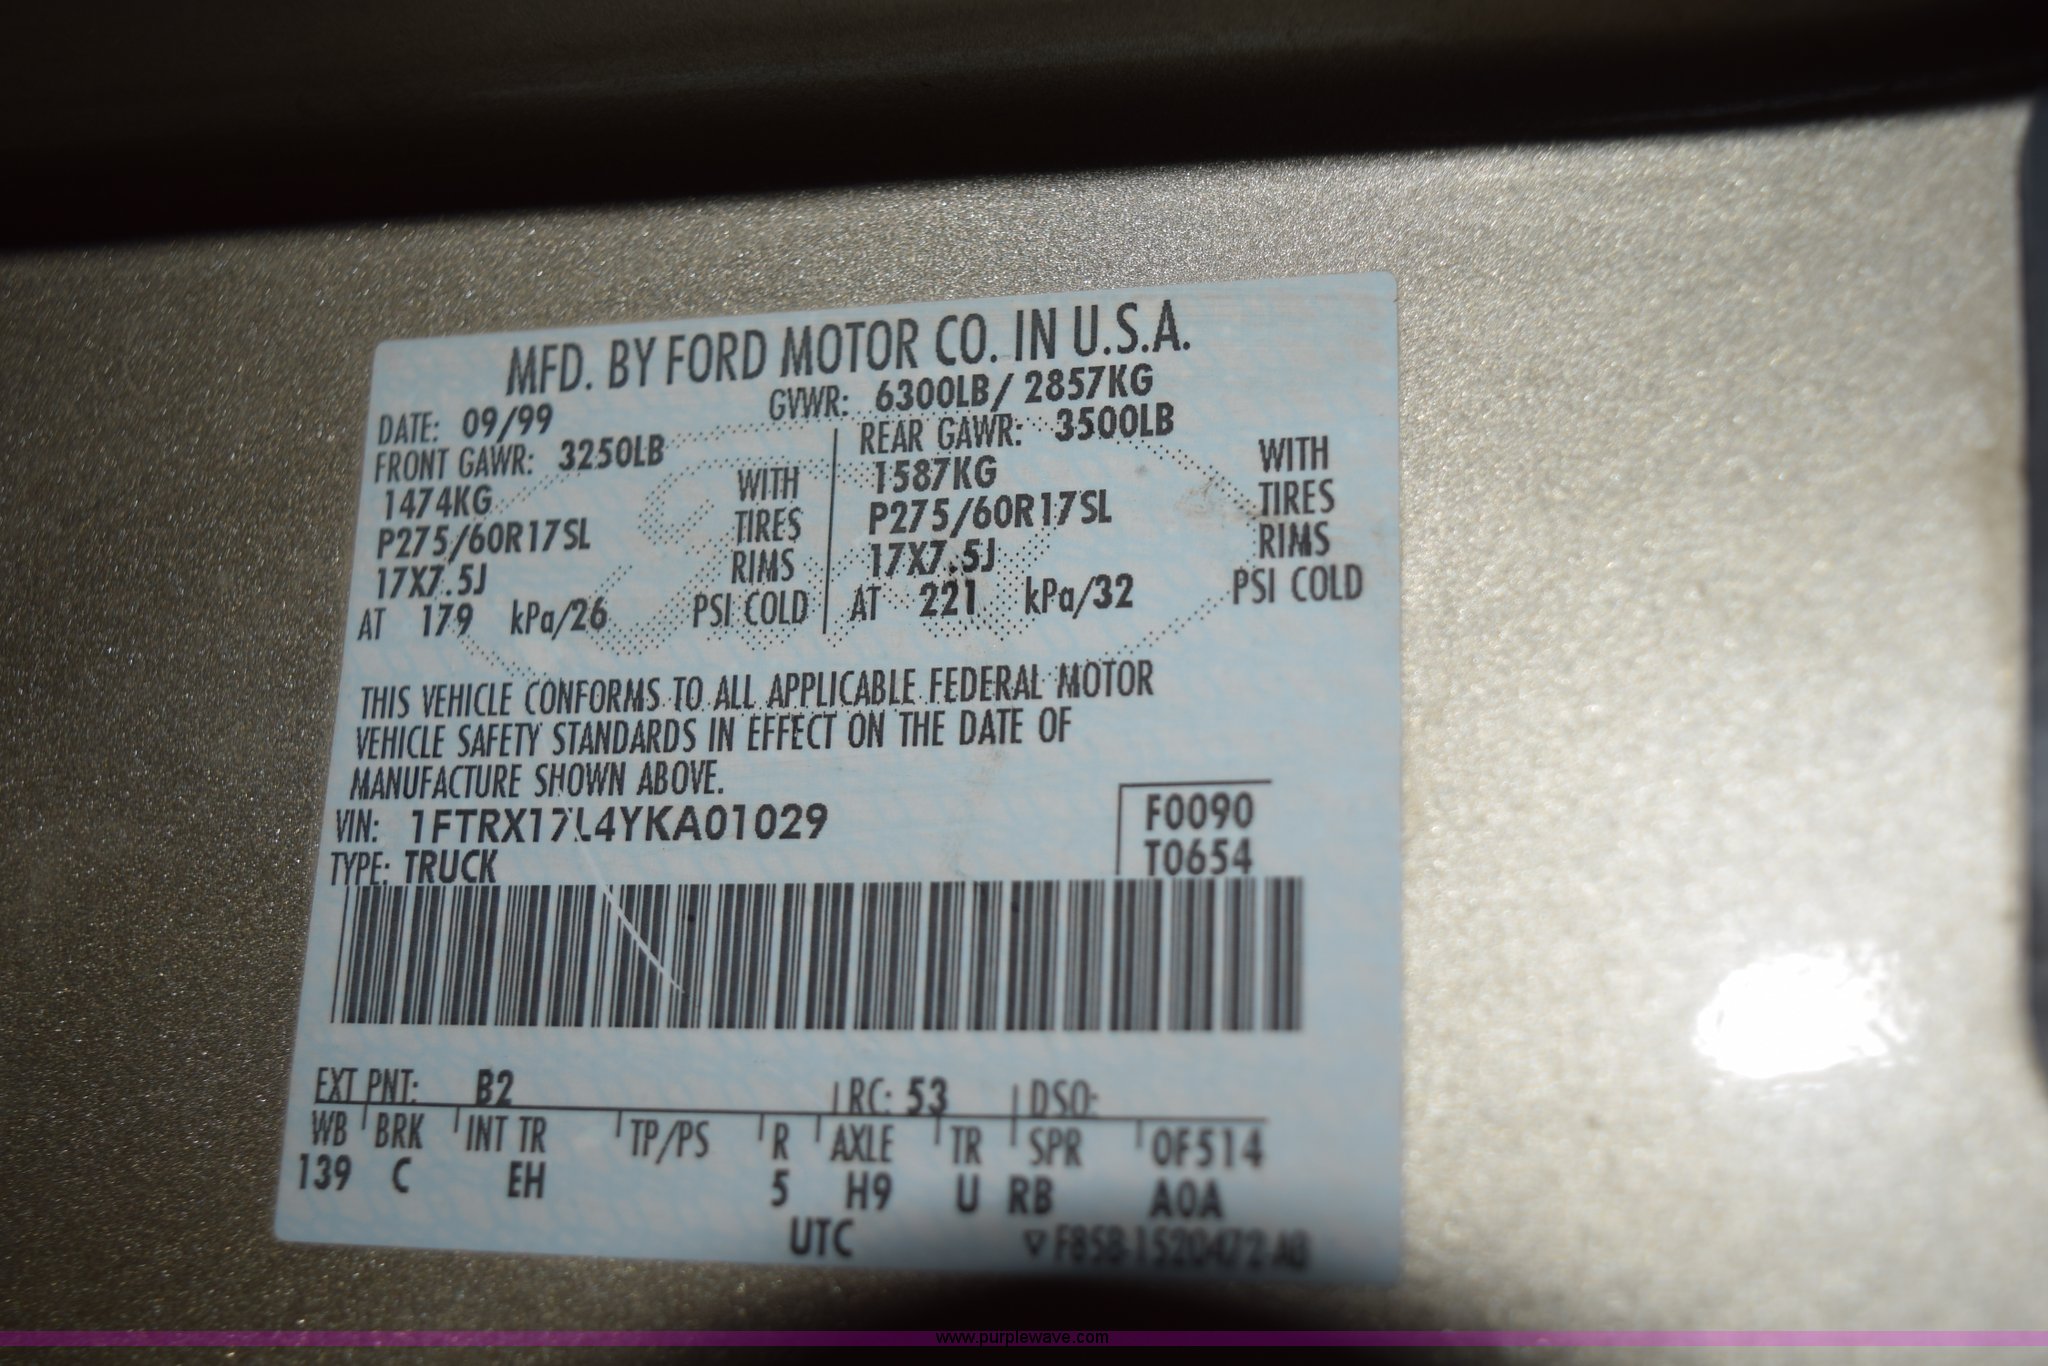 MFD. BY FORD MOTOR CO. IN U.S.A.
DATE: 09/99 GVWR: 6300LB/ 2857KG
FRONT GAWR: 3250LB REAR GAWR: 3500LB
1474KG WITH 1587KG WITH
P275/60R17SL TIRES P275/60R17SL TIRES
17X7.5J RIMS 17X7.5J RIMS
AT 179 kPa/26 PSI COLD AT 221 kPa/32 PSI COLD
THIS VEHICLE CONFORMS TO ALL APPLICABLE FEDERAL MOTOR
VEHICLE SAFETY STANDARDS IN EFFECT ON THE DATE OF
MANUFACTURE SHOWN ABOVE.
VIN: 1FTRX17L4YKA01029 F0090
TYPE: TRUCK T0654
EXT PNT: B2 RC: 53 DSO:
WB BRK INT TR TP/PS R AXLE TR SPR 0F514
139 C EH 5 H9 U RB A0A
UTC ▽ F85B-1520472-AB
www.purplewave.com